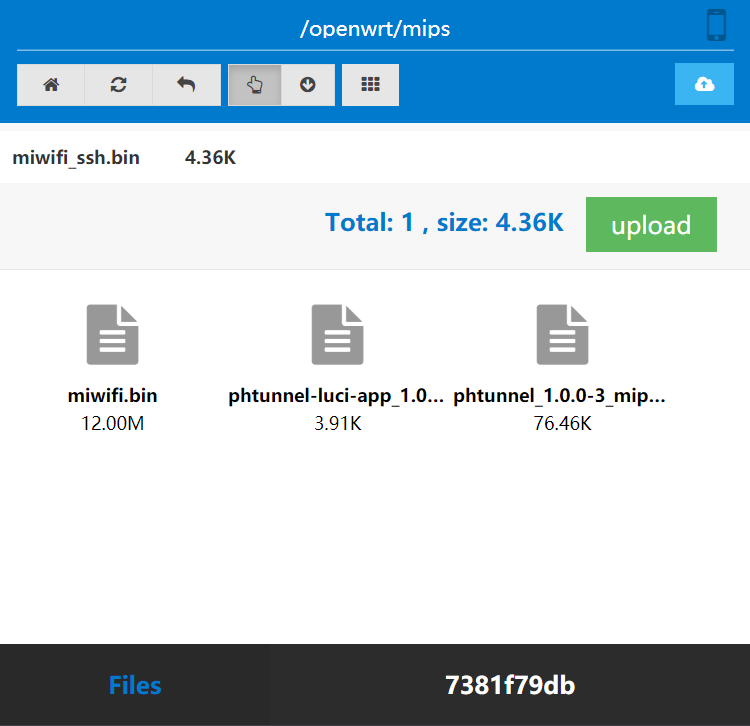 /openwrt/mips
miwifi_ssh.bin 4.36K
Total: 1 , size: 4.36K upload
miwifi.bin phtunnel-luci-app_1.0... phtunnel_1.0.0-3_mip...
12.00M 3.91K 76.46K
Files 7381f79db